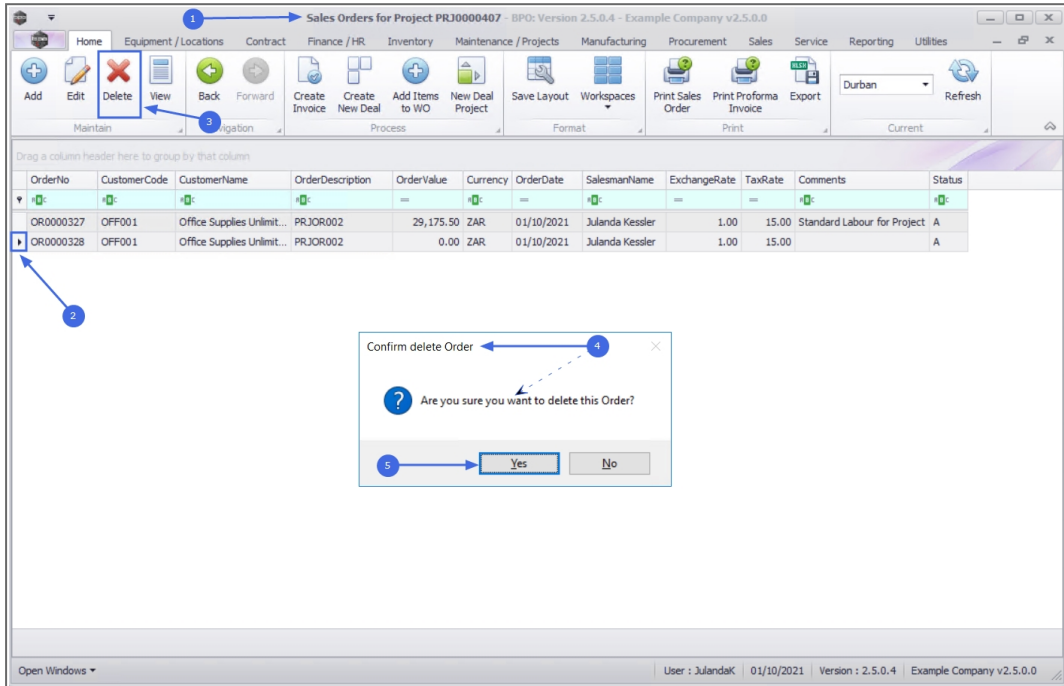 1
Sales Orders for Project PRJ0000407 - BPO: Version 2.5.0.4 - Example Company v2.5.0.0
Home Equipment / Locations Contract Finance / HR Inventory Maintenance / Projects Manufacturing Procurement Sales Service Reporting Utilities
Add Edit Delete View Back Forward Create Invoice Create New Deal Add Items to WO New Deal Project Save Layout Workspaces Print Sales Order Print Proforma Invoice Export Durban Refresh
3
Maintain Process Format Print Current
Drag a column header here to group by that column
OrderNo CustomerCode CustomerName OrderDescription OrderValue Currency OrderDate SalesmanName ExchangeRate TaxRate Comments Status
= = = =
OR0000327 OFF001 Office Supplies Unlimit... PRJOR002 29,175.50 ZAR 01/10/2021 Julanda Kessler 1.00 15.00 Standard Labour for Project A
OR0000328 OFF001 Office Supplies Unlimit... PRJOR002 0.00 ZAR 01/10/2021 Julanda Kessler 1.00 15.00 A
2
Confirm delete Order 4
? Are you sure you want to delete this Order?
5 Yes No
Open Windows User : JulandaK 01/10/2021 Version : 2.5.0.4 Example Company v2.5.0.0